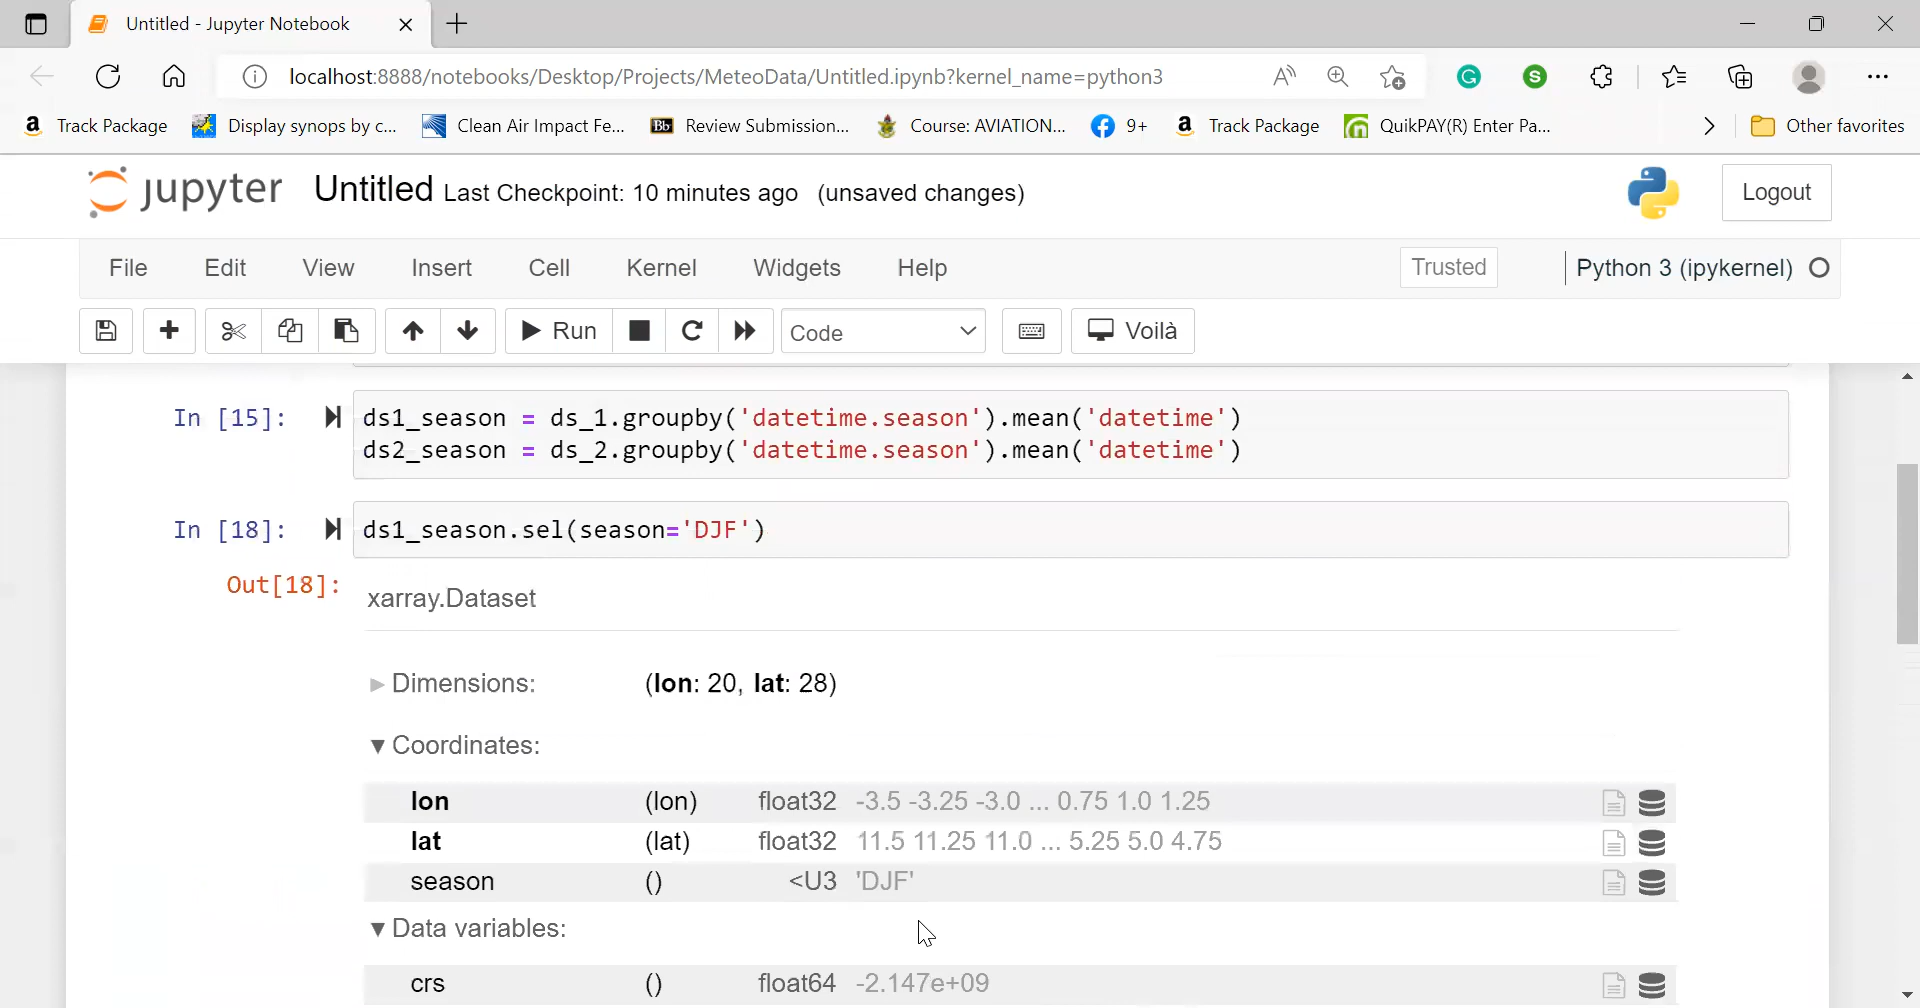 Untitled - Jupyter Notebook
localhost:8888/notebooks/Desktop/Projects/MeteoData/Untitled.ipynb?kernel_name=python3
Track Package Display synops by c... Clean Air Impact Fe... Bb Review Submission... Course: AVIATION... 9+ Track Package QuikPAY(R) Enter Pa... Other favorites
jupyter Untitled Last Checkpoint: 10 minutes ago (unsaved changes) Logout
File Edit View Insert Cell Kernel Widgets Help Trusted Python 3 (ipykernel)
Run Code Voilà
In [15]: ds1_season = ds_1.groupby('datetime.season').mean('datetime')
ds2_season = ds_2.groupby('datetime.season').mean('datetime')
In [18]: ds1_season.sel(season='DJF')
Out[18]: xarray.Dataset
Dimensions: (lon: 20, lat: 28)
Coordinates:
lon (lon) float32 -3.5 -3.25 -3.0 ... 0.75 1.0 1.25
lat (lat) float32 11.5 11.25 11.0 ... 5.25 5.0 4.75
season () <U3 'DJF'
Data variables:
crs () float64 -2.147e+09